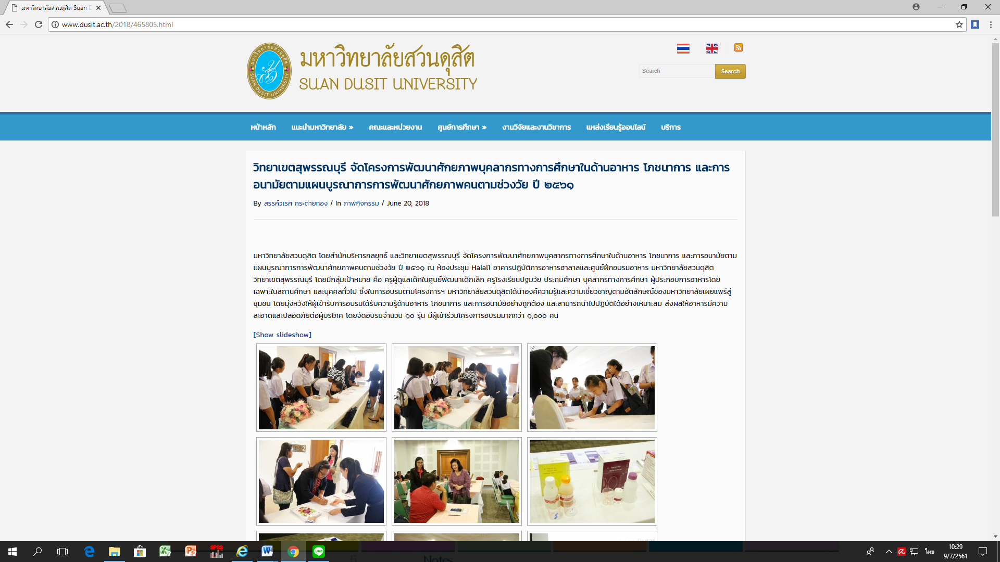 มหาวิทยาลัยสวนดุสิต Suan
www.dusit.ac.th/2018/465805.html
มหาวิทยาลัยสวนดุสิต
SUAN DUSIT UNIVERSITY
มหาวิทยาลัยสวนดุสิต
SUAN DUSIT UNIVERSITY
Search
Search
หน้าหลัก แนะนำมหาวิทยาลัย » คณะและหน่วยงาน ศูนย์การศึกษา » งานวิจัยและงานวิชาการ แหล่งเรียนรู้ออนไลน์ บริการ
วิทยาเขตสุพรรณบุรี จัดโครงการพัฒนาศักยภาพบุคลากรทางการศึกษาในด้านอาหาร โภชนาการ และการ
อนามัยตามแผนบูรณาการการพัฒนาศักยภาพคนตามช่วงวัย ปี ๒๕๖๑
By สรรค์วเรศ กระต่ายทอง / In ภาพกิจกรรม / June 20, 2018
มหาวิทยาลัยสวนดุสิต โดยสำนักบริหารกลยุทธ์ และวิทยาเขตสุพรรณบุรี จัดโครงการพัฒนาศักยภาพบุคลากรทางการศึกษาในด้านอาหาร โภชนาการ และการอนามัยตาม
แผนบูรณาการการพัฒนาศักยภาพคนตามช่วงวัย ปี ๒๕๖๑ ณ ห้องประชุม Halal1 อาคารปฏิบัติการอาหารฮาลาลและศูนย์ฝึกอบรมอาหาร มหาวิทยาลัยสวนดุสิต
วิทยาเขตสุพรรณบุรี โดยมีกลุ่มเป้าหมาย คือ ครูผู้ดูแลเด็กในศูนย์พัฒนาเด็กเล็ก ครูโรงเรียนปฐมวัย ประถมศึกษา บุคลากรทางการศึกษา ผู้ประกอบการอาหารโดย
เฉพาะในสถานศึกษา และบุคคลทั่วไป ซึ่งในการอบรมตามโครงการฯ มหาวิทยาลัยสวนดุสิตได้นำองค์ความรู้และความเชี่ยวชาญตามอัตลักษณ์ของมหาวิทยาลัยเผยแพร่สู่
ชุมชน โดยมุ่งหวังให้ผู้เข้ารับการอบรมได้รับความรู้ด้านอาหาร โภชนาการ และการอนามัยอย่างถูกต้อง และสามารถนำไปปฏิบัติได้อย่างเหมาะสม ส่งผลให้อาหารมีความ
สะอาดและปลอดภัยต่อผู้บริโภค โดยจัดอบรมจำนวน ๑๐ รุ่น มีผู้เข้าร่วมโครงการอบรมมากกว่า ๑,๐๐๐ คน
[Show slideshow]
SPSS
LINE
ไทย
10:29
9/7/2561
Notes